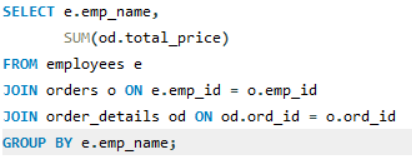 SELECT e.emp_name,
       SUM(od.total_price)
FROM employees e
JOIN orders o ON e.emp_id = o.emp_id
JOIN order_details od ON od.ord_id = o.ord_id
GROUP BY e.emp_name;